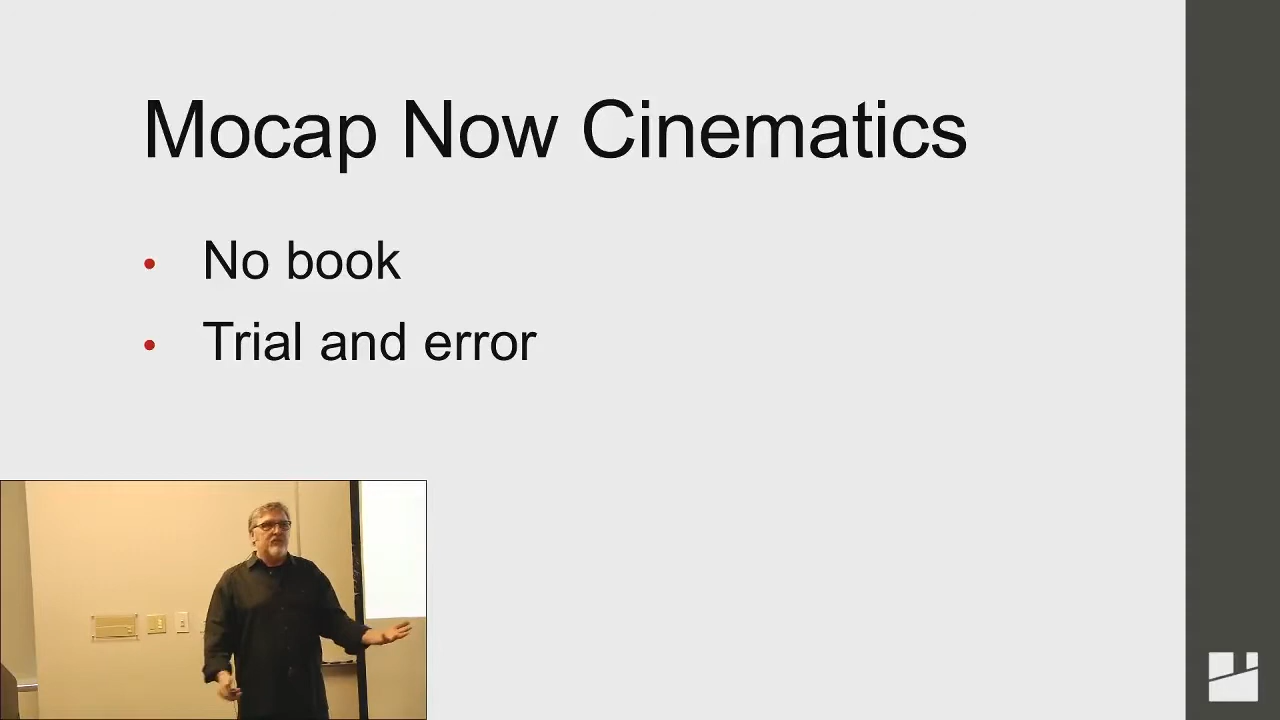 Mocap Now Cinematics
• No book
• Trial and error